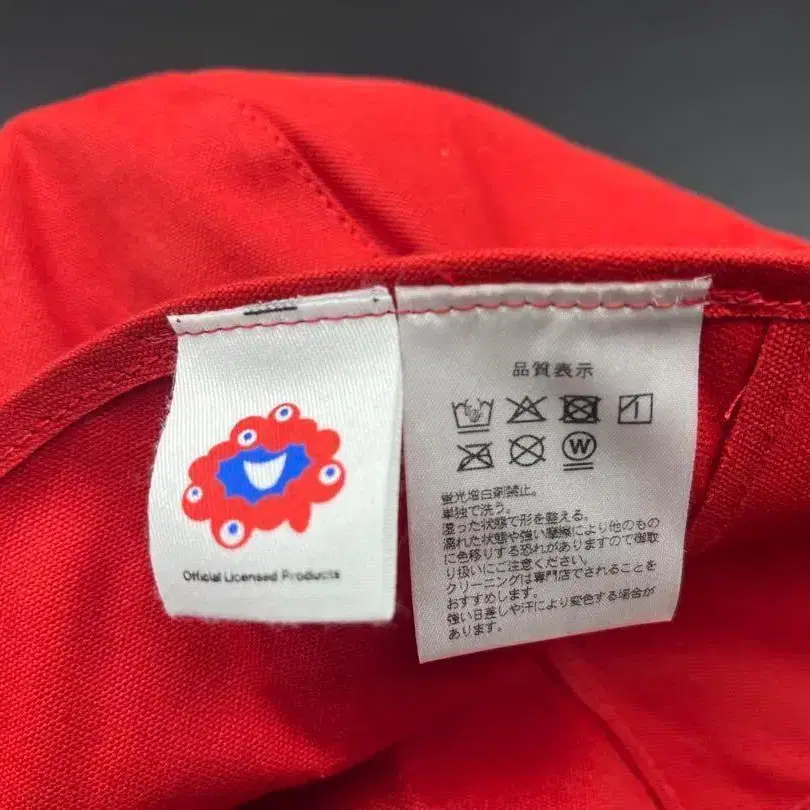 Official Licensed Products
品質表示
W
蛍光増白剤禁止。
単独で洗う。
湿った状態で形を整える。
濡れた状態や強い摩擦により他のもの
に色移りする恐れがありますので御取
り扱いにご注意ください。
クリーニングは専門店でされることを
おすすめします。
強い日差しや汗により変色する場合が
あります。